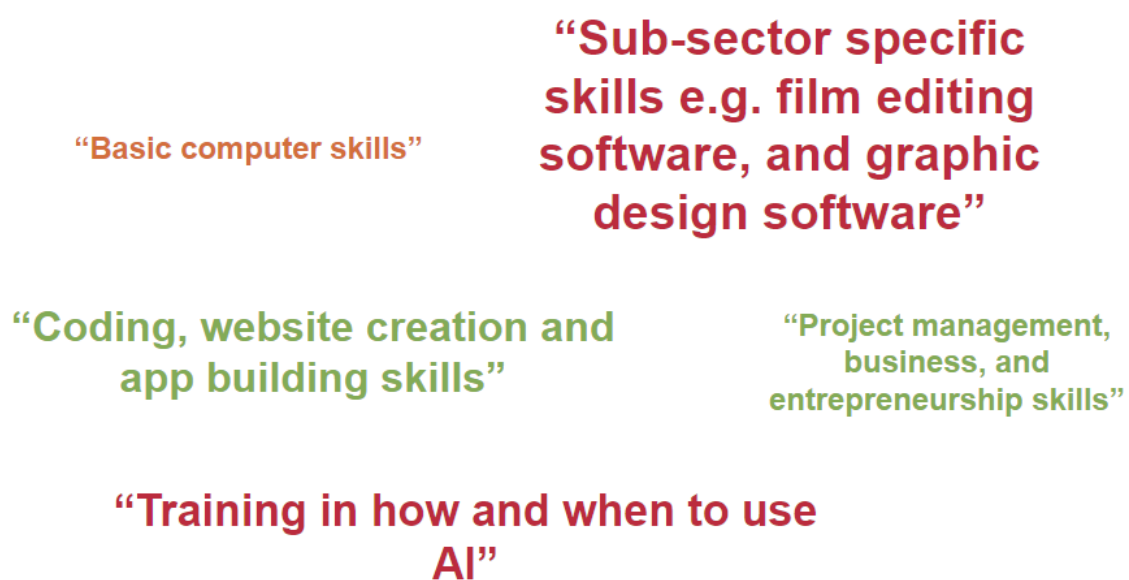 “Sub-sector specific
skills e.g. film editing
software, and graphic
design software”
“Basic computer skills”
“Coding, website creation and
app building skills”
“Project management,
business, and
entrepreneurship skills”
“Training in how and when to use
AI”